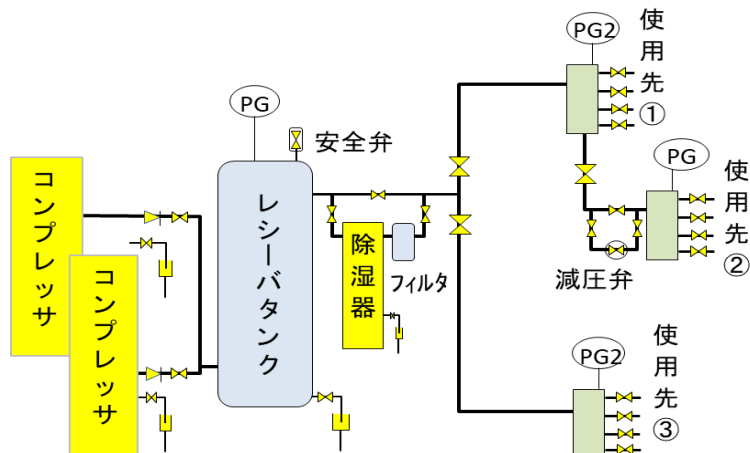 コンプレッサ
コンプレッサ
PG
安全弁
レシーバタンク
除湿器
フィルタ
PG2
使用先①
PG
使用先②
減圧弁
PG2
使用先③